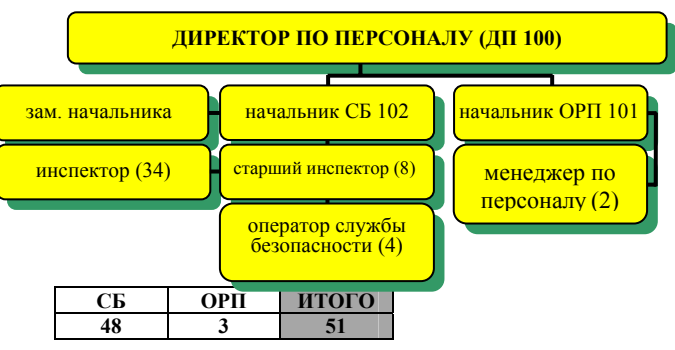 ДИРЕКТОР ПО ПЕРСОНАЛУ (ДП 100)
зам. начальника
начальник СБ 102
начальник ОРП 101
инспектор (34)
старший инспектор (8)
менеджер по
персоналу (2)
оператор службы
безопасности (4)
СБ ОРП ИТОГО
48 3 51